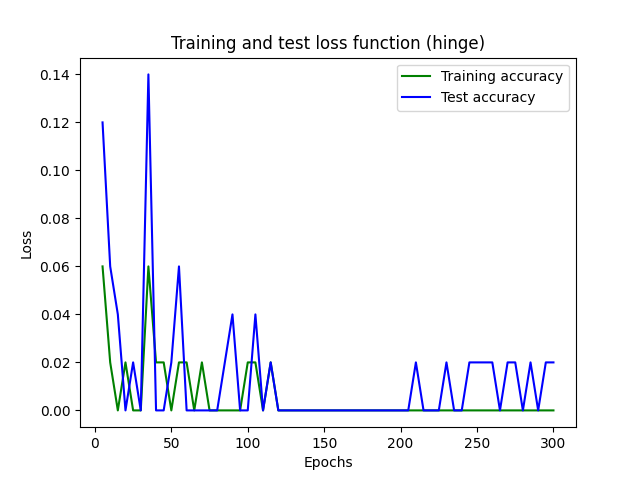 Training and test loss function (hinge)
Training accuracy
Test accuracy
0.14
0.12
0.10
0.08
0.06
0.04
0.02
0.00
Loss
0 50 100 150 200 250 300
Epochs